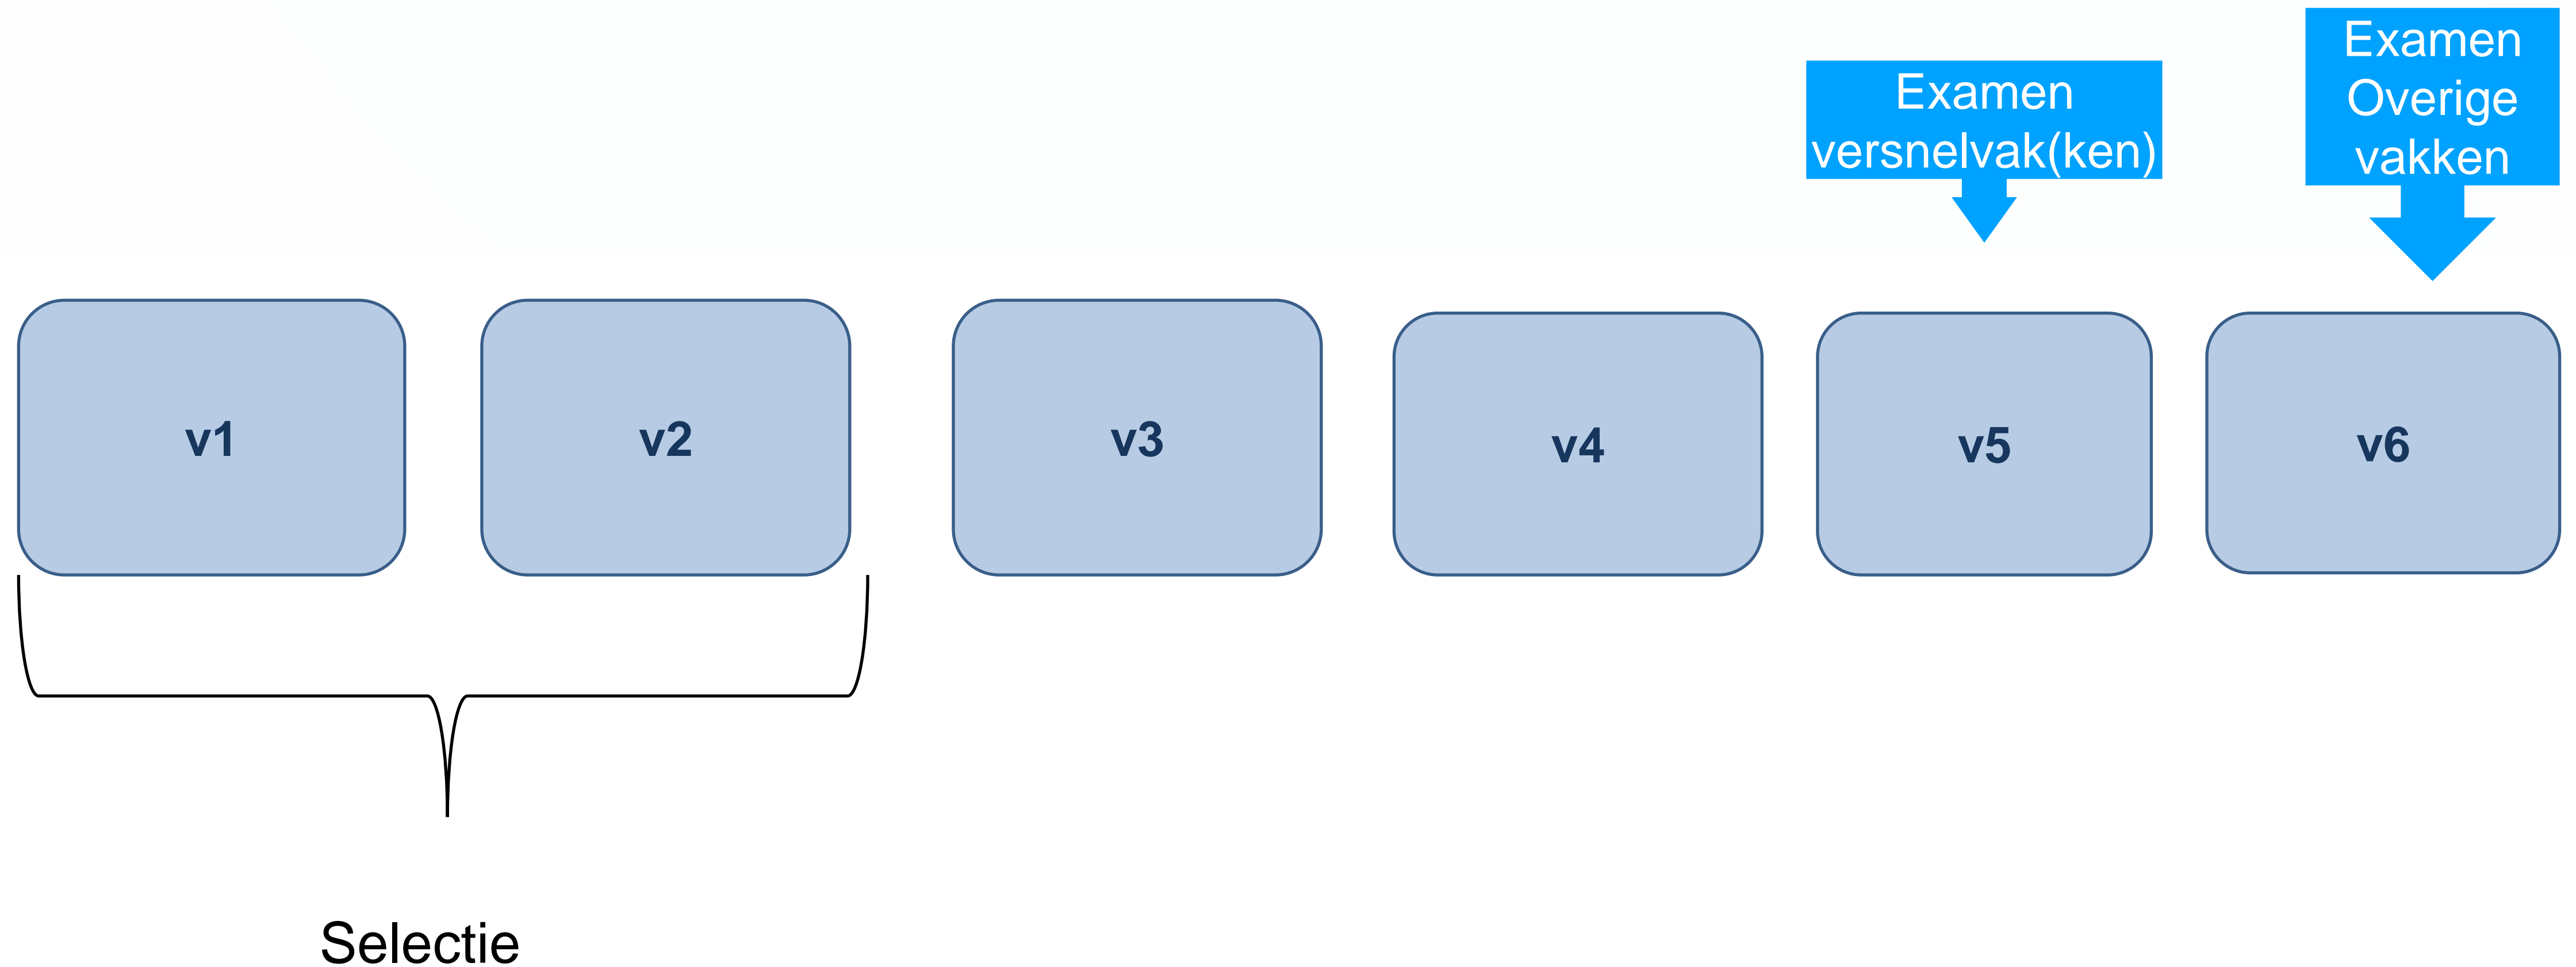 Examen
versnelvak(ken)
Examen
Overige
vakken
v1
v2
v3
v4
v5
v6
Selectie